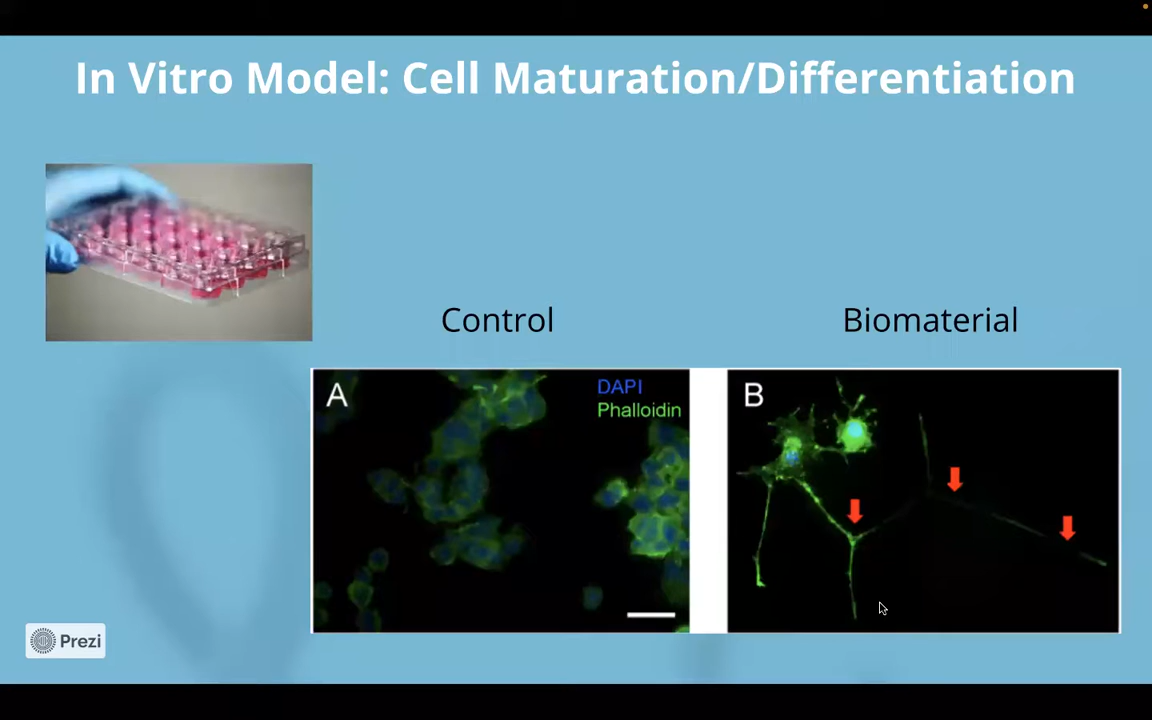 In Vitro Model: Cell Maturation/Differentiation
Control
Biomaterial
A
DAPI
Phalloidin
B
Prezi